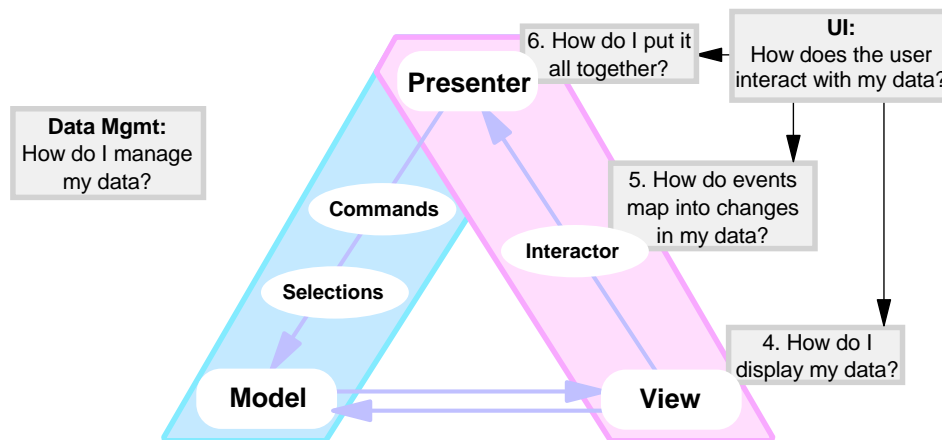 6. How do I put it
all together?
UI:
How does the user
interact with my data?
Presenter
Data Mgmt:
How do I manage
my data?
5. How do events
map into changes
in my data?
Commands
Interactor
Selections
4. How do I
display my data?
Model
View